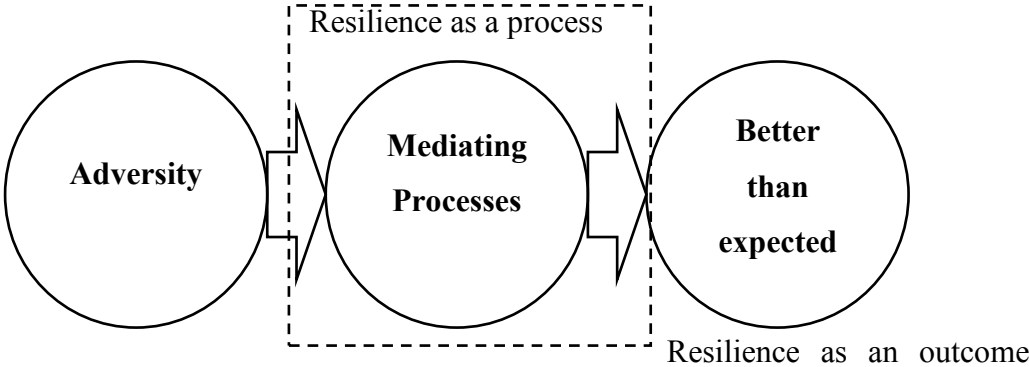 Resilience as a process
Adversity
Mediating
Processes
Better
than
expected
Resilience as an outcome